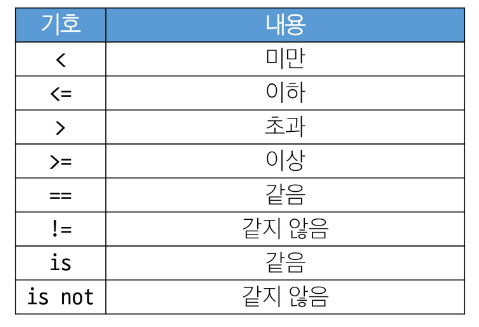 기호 내용
< 미만
<= 이하
> 초과
>= 이상
== 같음
!= 같지 않음
is 같음
is not 같지 않음